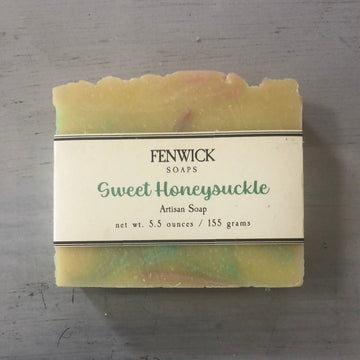 FENWICK
SOAPS
Sweet Honeysuckle
Artisan Soap
net wt. 5.5 ounces / 155 grams